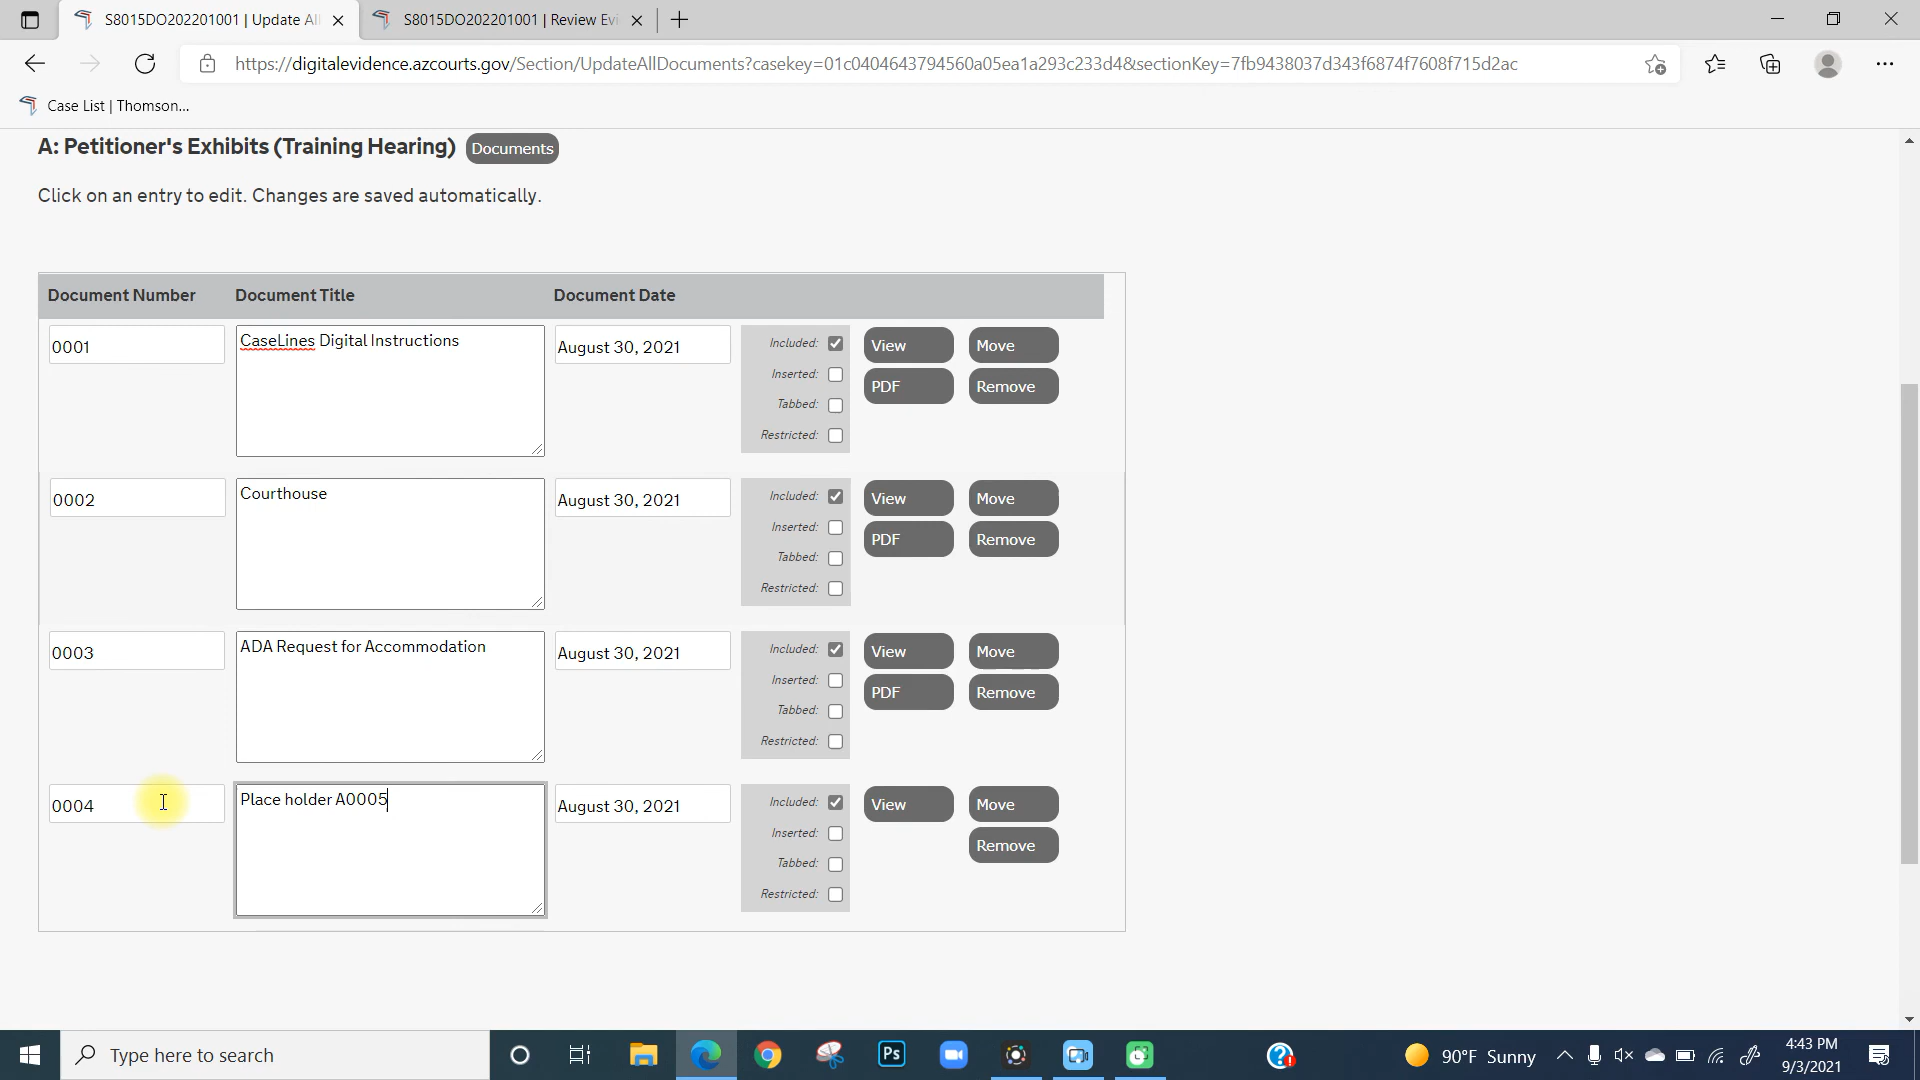 S8015DO202201001 | Update Al
S8015DO202201001 | Review Evi
https://digitalevidence.azcourts.gov/Section/UpdateAllDocuments?casekey=01c0404643794560a05ea1a293c233d4&sectionKey=7fb9438037d343f6874f7608f715d2ac
Case List | Thomson...
A: Petitioner's Exhibits (Training Hearing) Documents
Click on an entry to edit. Changes are saved automatically.
Document Number Document Title Document Date
0001 CaseLines Digital Instructions August 30, 2021 Included: View Move
Inserted:
PDF Remove
Tabbed:
Restricted:
0002 Courthouse August 30, 2021 Included: View Move
Inserted:
PDF Remove
Tabbed:
Restricted:
0003 ADA Request for Accommodation August 30, 2021 Included: View Move
Inserted:
PDF Remove
Tabbed:
Restricted:
0004 Place holder A0005 August 30, 2021 Included: View Move
Inserted:
Remove
Tabbed:
Restricted:
Type here to search
Ps
90°F Sunny
4:43 PM
9/3/2021